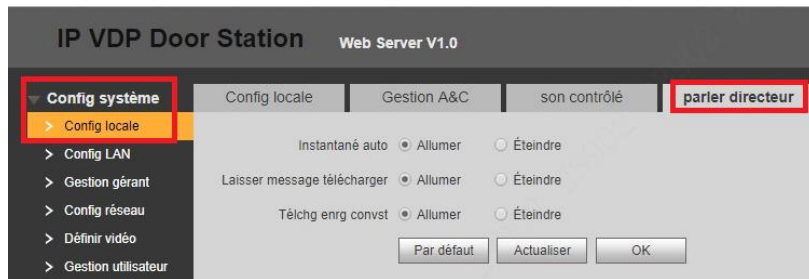 IP VDP Door Station Web Server V1.0
Config système
Config locale
Config LAN
Gestion gérant
Config réseau
Définir vidéo
Gestion utilisateur
Config locale Gestion A&C son contrôlé parler directeur
Instantané auto Allumer Éteindre
Laisser message télécharger Allumer Éteindre
Tèlchg enrg convst Allumer Éteindre
Par défaut Actualiser OK